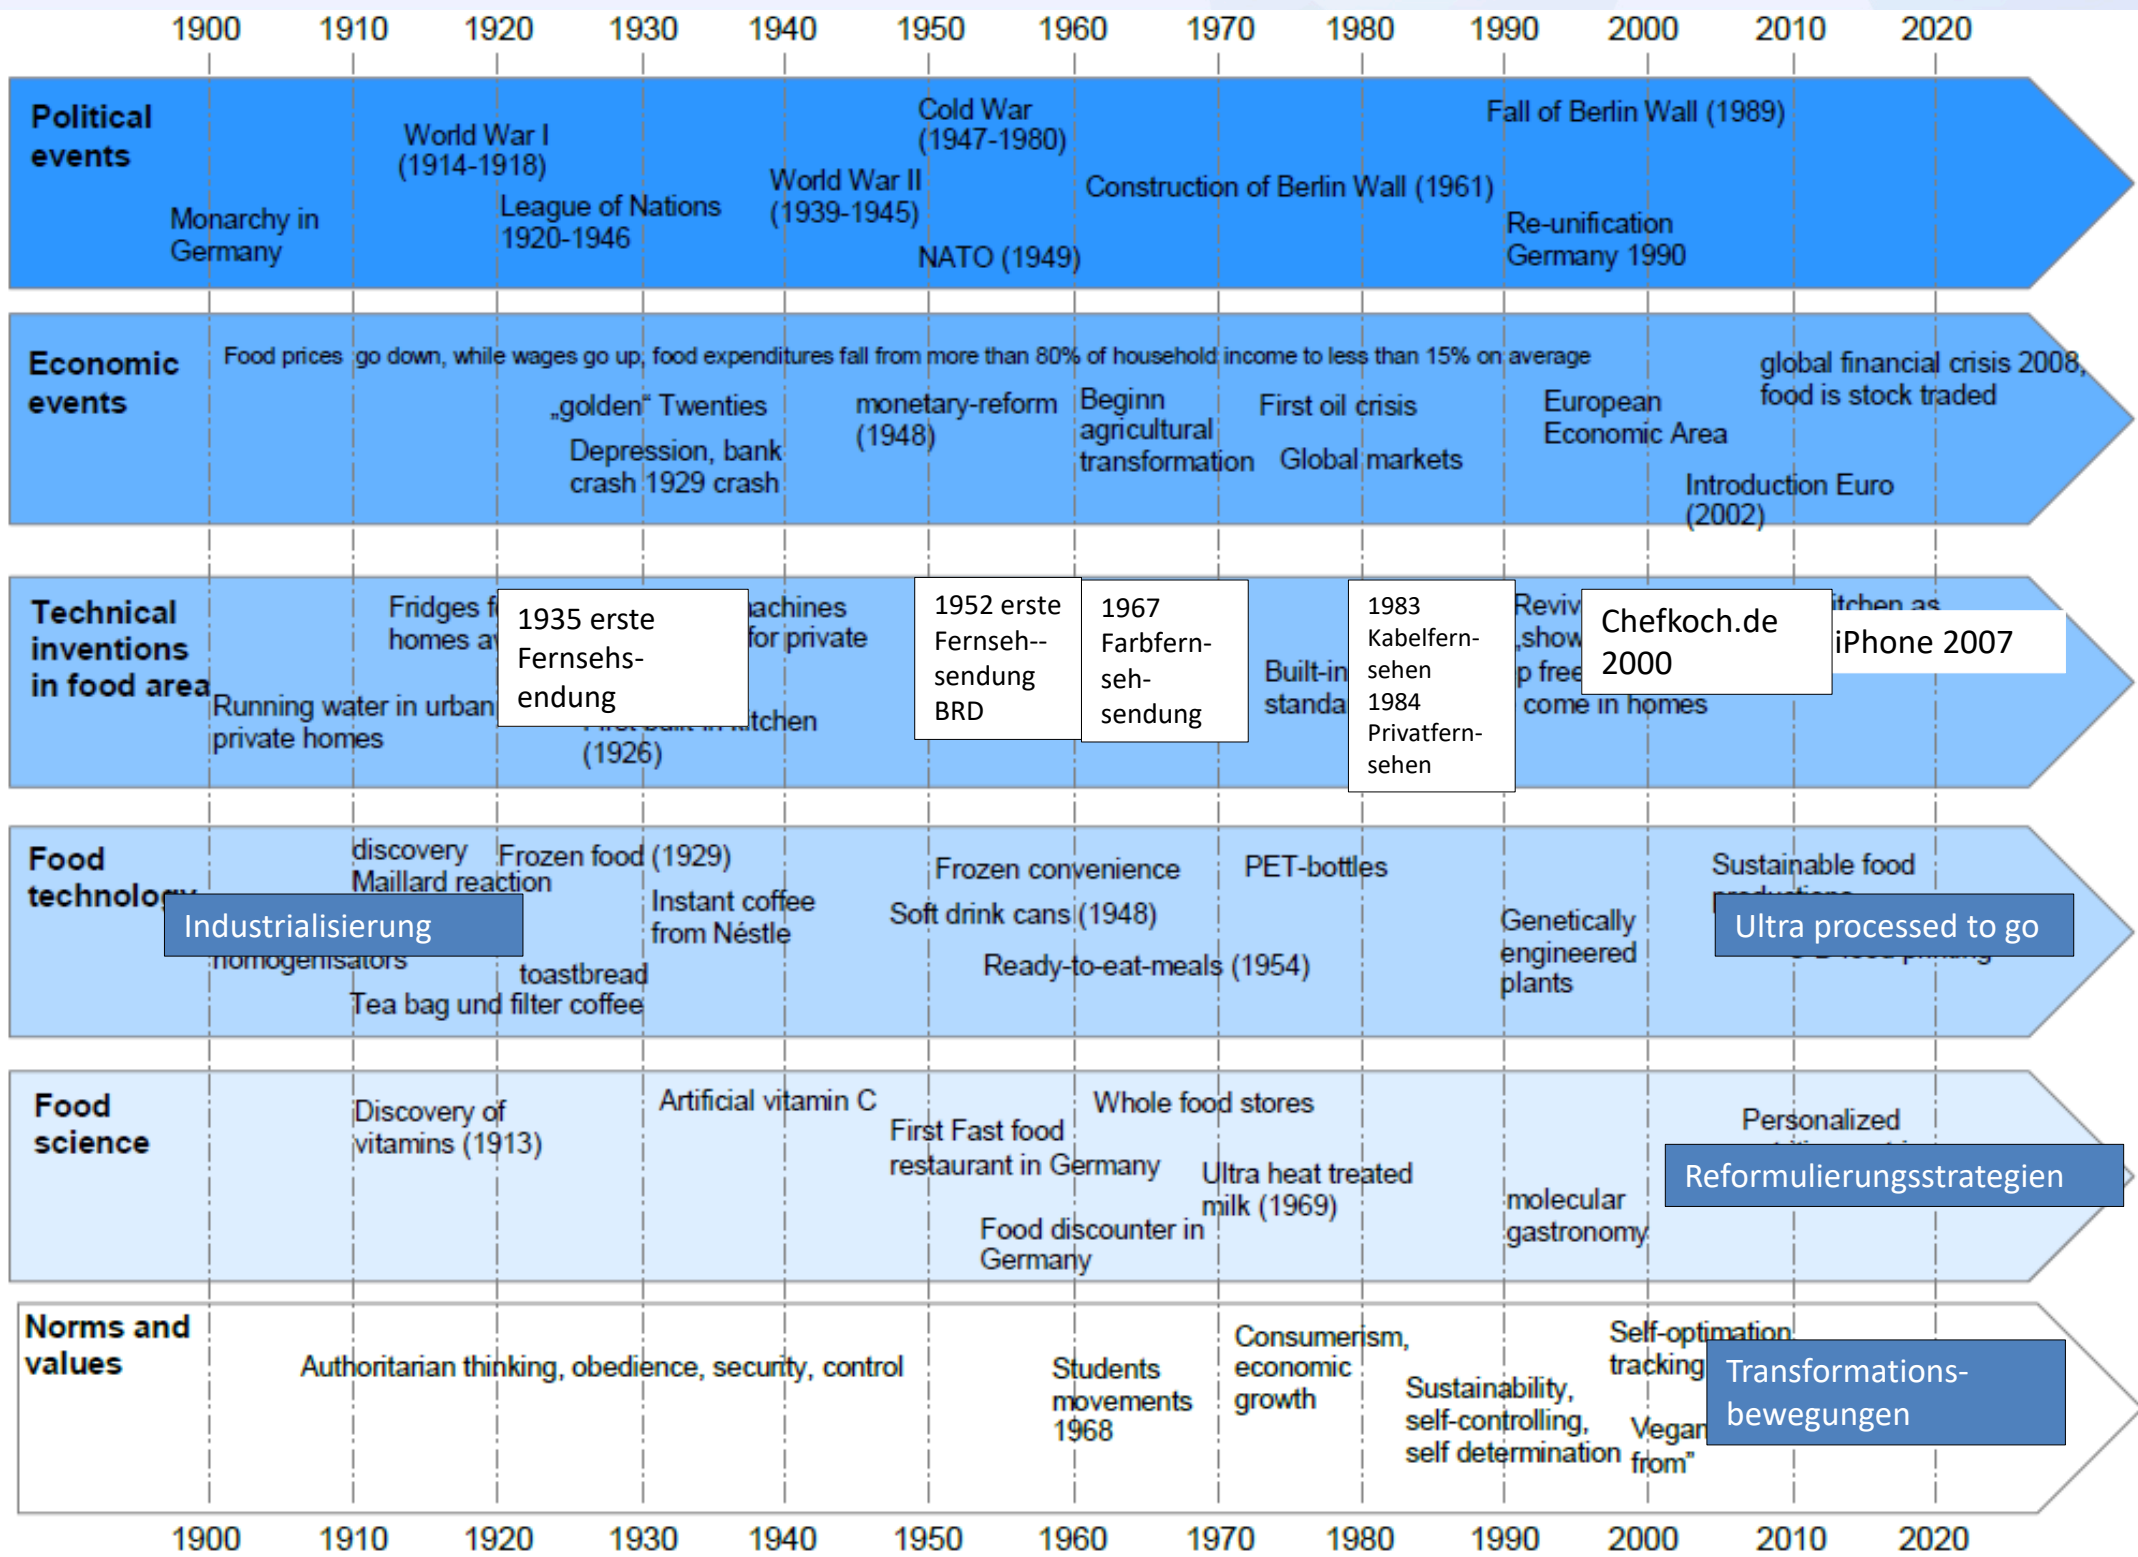 1900 1910 1920 1930 1940 1950 1960 1970 1980 1990 2000 2010 2020
Political
events
Monarchy in
Germany
World War I
(1914-1918)
League of Nations
1920-1946
World War II
(1939-1945)
Cold War
(1947-1980)
NATO (1949)
Construction of Berlin Wall (1961)
Fall of Berlin Wall (1989)
Re-unification
Germany 1990
Economic
events
Food prices go down, while wages go up, food expenditures fall from more than 80% of household income to less than 15% on average
„golden“ Twenties
Depression, bank
crash 1929 crash
monetary-reform
(1948)
Beginn
agricultural
transformation
First oil crisis
Global markets
European
Economic Area
Introduction Euro
(2002)
global financial crisis 2008,
food is stock traded
Technical
inventions
in food area
Running water in urban
private homes
Fridges
homes
1935 erste
Fernsehs-
endung
for private
(1926)
1952 erste
Fernseh--
sendung
BRD
1967
Farbfern-
seh-
sendung
Built-in
1983
Kabelfern-
sehen
1984
Privatfern-
sehen
come in homes
Chefkoch.de
2000
iPhone 2007
Food
technology
Industrialisierung
homogenisators
discovery
Maillard reaction
Frozen food (1929)
toastbread
Tea bag und filter coffee
Instant coffee
from Néstle
Frozen convenience
Soft drink cans (1948)
Ready-to-eat-meals (1954)
PET-bottles
Genetically
engineered
plants
Sustainable food
Ultra processed to go
Food
science
Discovery of
vitamins (1913)
Artificial vitamin C
First Fast food
restaurant in Germany
Food discounter in
Germany
Whole food stores
Ultra heat treated
milk (1969)
molecular
gastronomy
Personalized
Reformulierungsstrategien
Norms and
values
Authoritarian thinking, obedience, security, control
Students
movements
1968
Consumerism,
economic
growth
Sustainability,
self-controlling,
self determination
Self-optimation,
tracking
Vegan
from”
Transformations-
bewegungen
1900 1910 1920 1930 1940 1950 1960 1970 1980 1990 2000 2010 2020